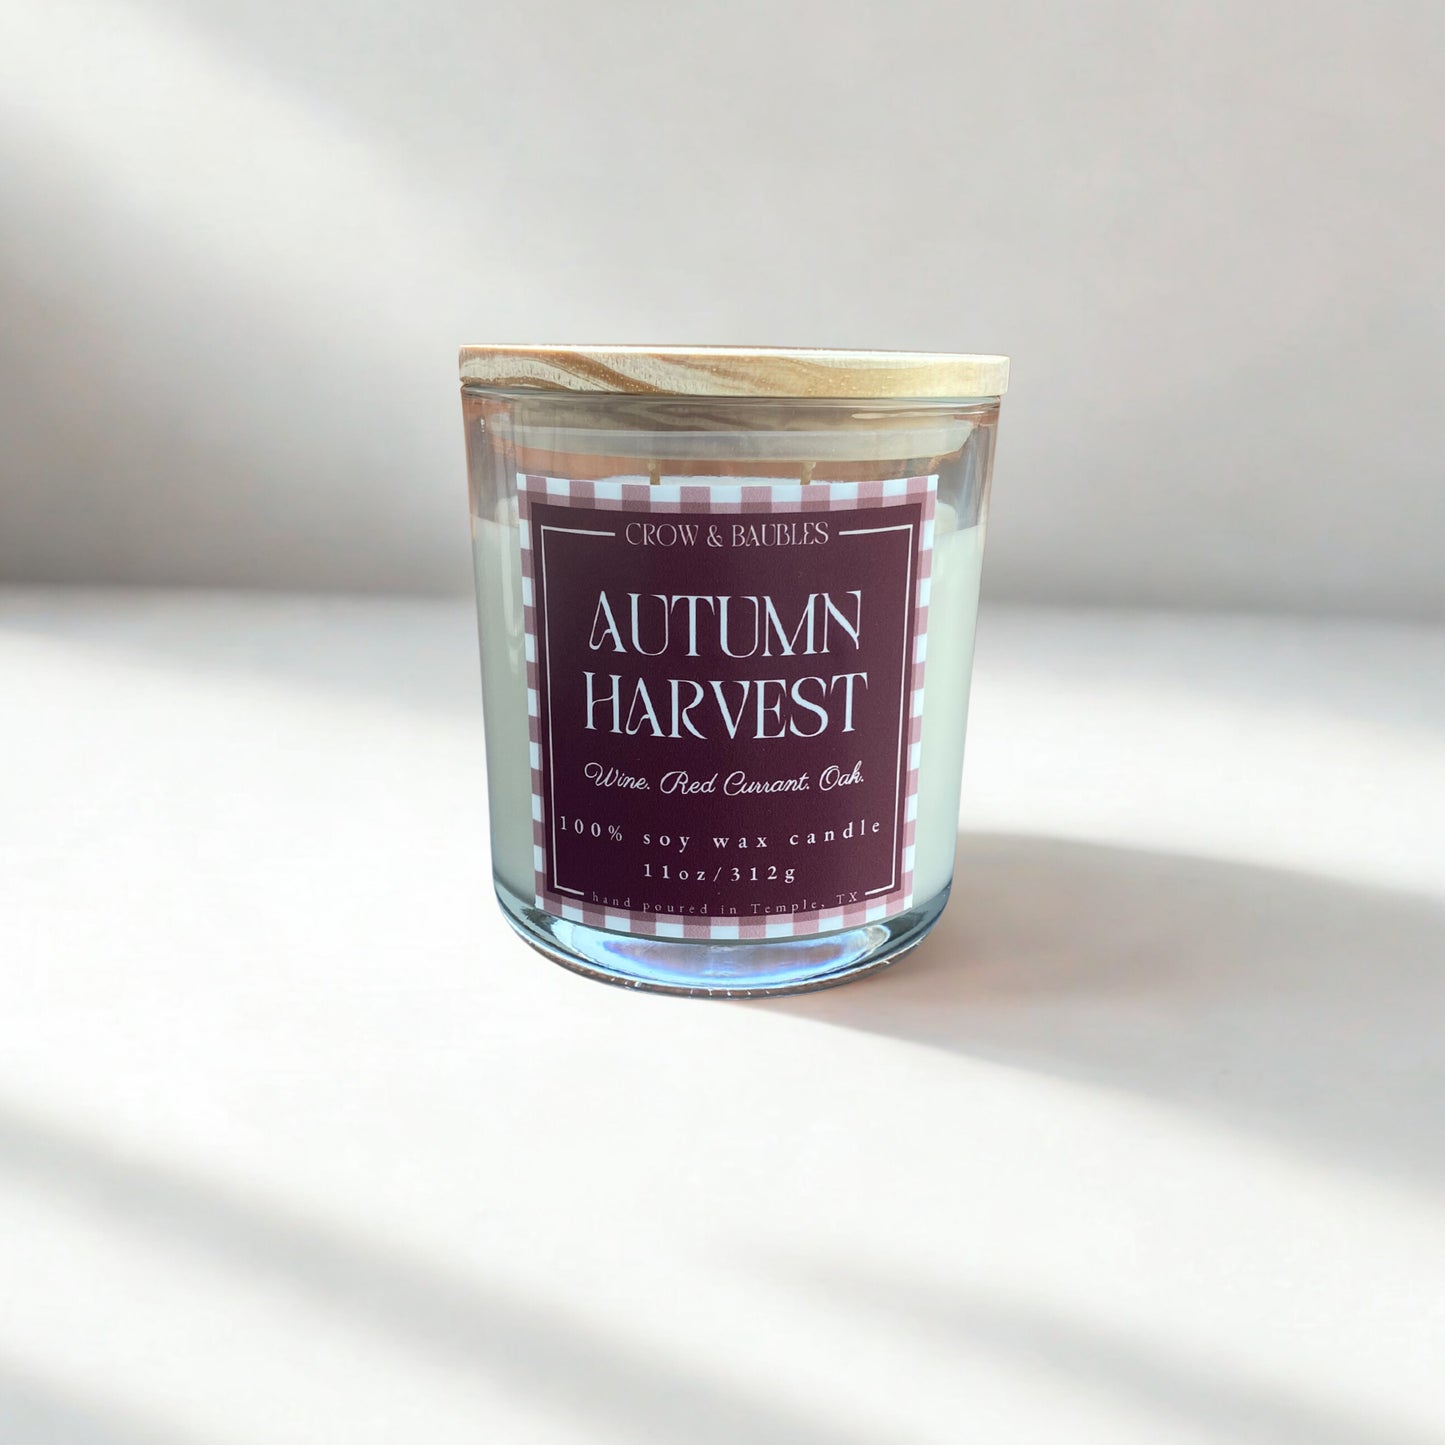 CROW & BAUBLES
AUTUMN
HARVEST
Wine. Red Currant. Oak.
100% soy wax candle
11oz/312g
hand poured in Temple, TX